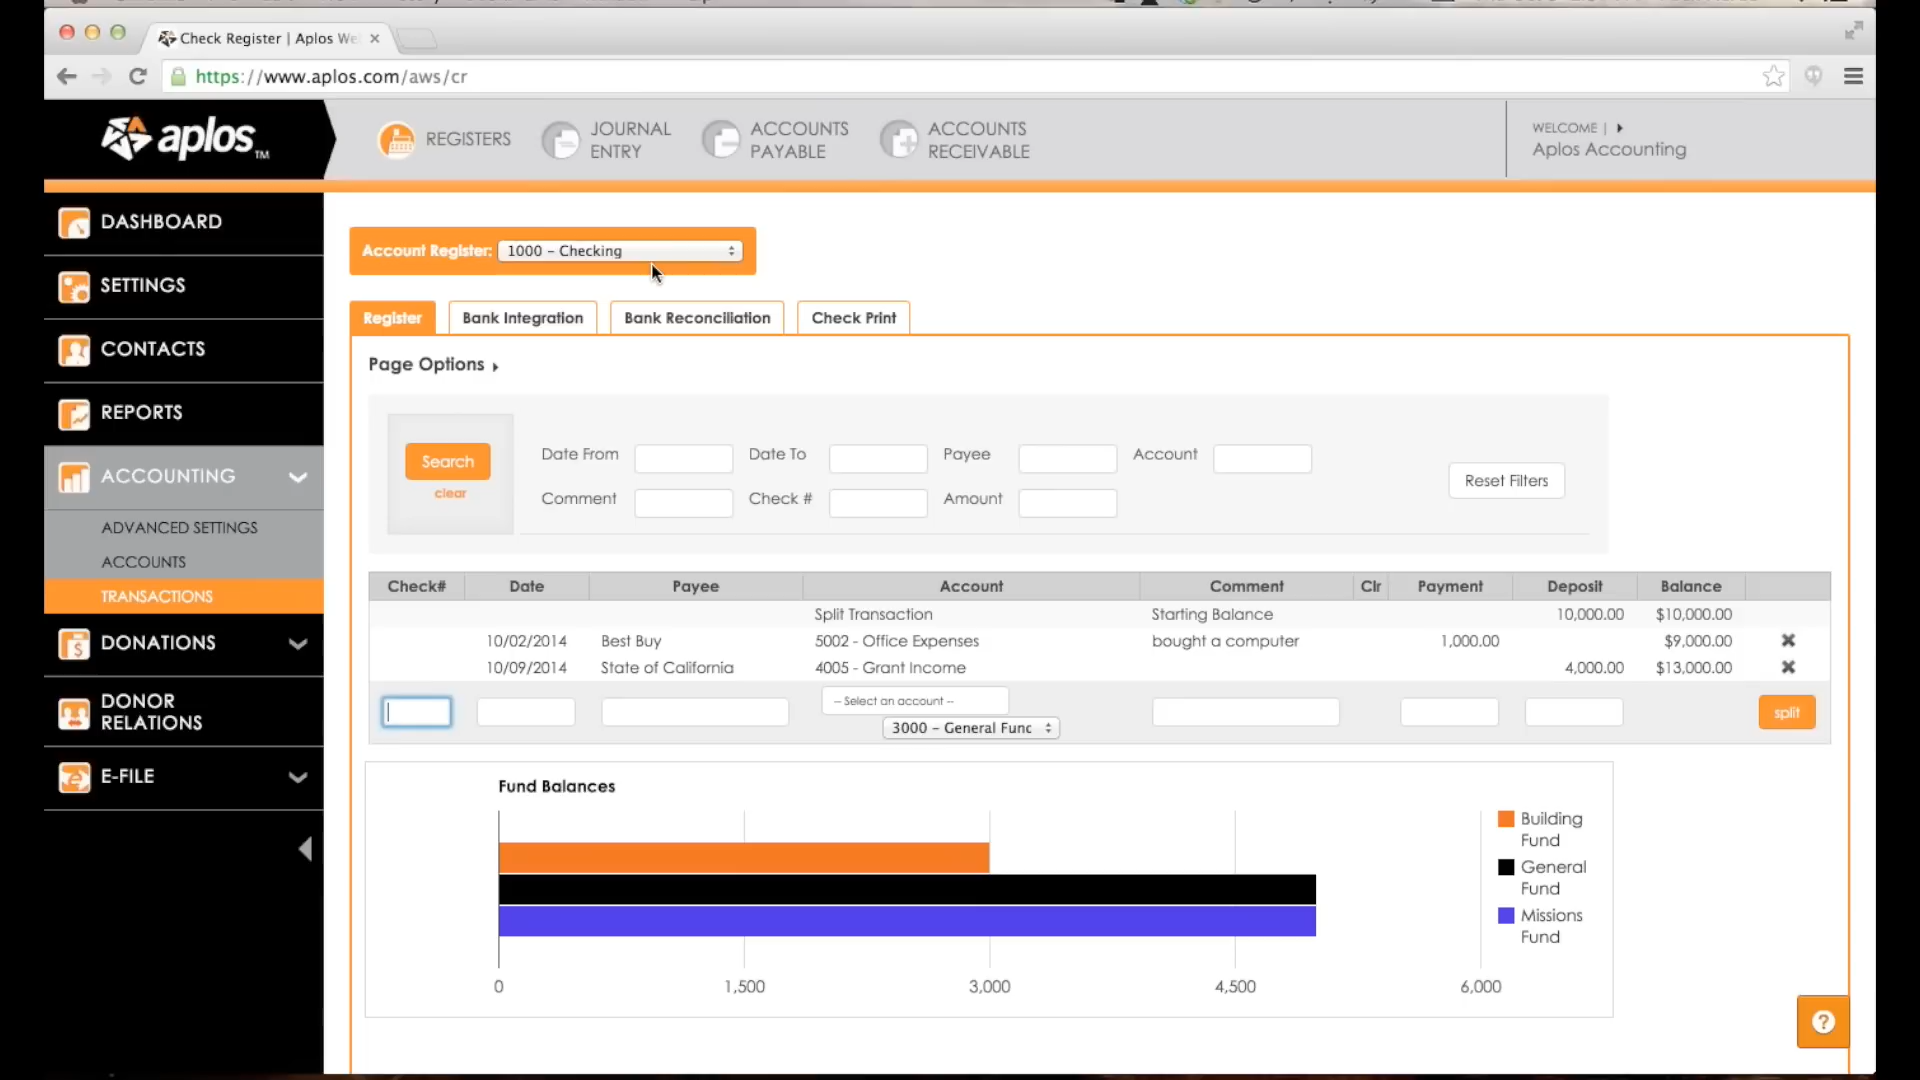 Check Register | Aplos We
https://www.aplos.com/aws/cr
aplos TM
REGISTERS
JOURNAL
ENTRY
ACCOUNTS
PAYABLE
ACCOUNTS
RECEIVABLE
WELCOME |
Aplos Accounting
DASHBOARD
SETTINGS
CONTACTS
REPORTS
ACCOUNTING
ADVANCED SETTINGS
ACCOUNTS
TRANSACTIONS
DONATIONS
DONOR
RELATIONS
E-FILE
Account Register: 1000 – Checking
Register Bank Integration Bank Reconciliation Check Print
Page Options
Search
clear
Date From Date To Payee Account
Comment Check # Amount
Reset Filters
Check# Date Payee Account Comment Clr Payment Deposit Balance
Split Transaction Starting Balance 10,000.00 $10,000.00
10/02/2014 Best Buy 5002 - Office Expenses bought a computer 1,000.00 $9,000.00
10/09/2014 State of California 4005 - Grant Income 4,000.00 $13,000.00
-- Select an account --
3000 – General Func
split
Fund Balances
Building
Fund
General
Fund
Missions
Fund
0 1,500 3,000 4,500 6,000
?